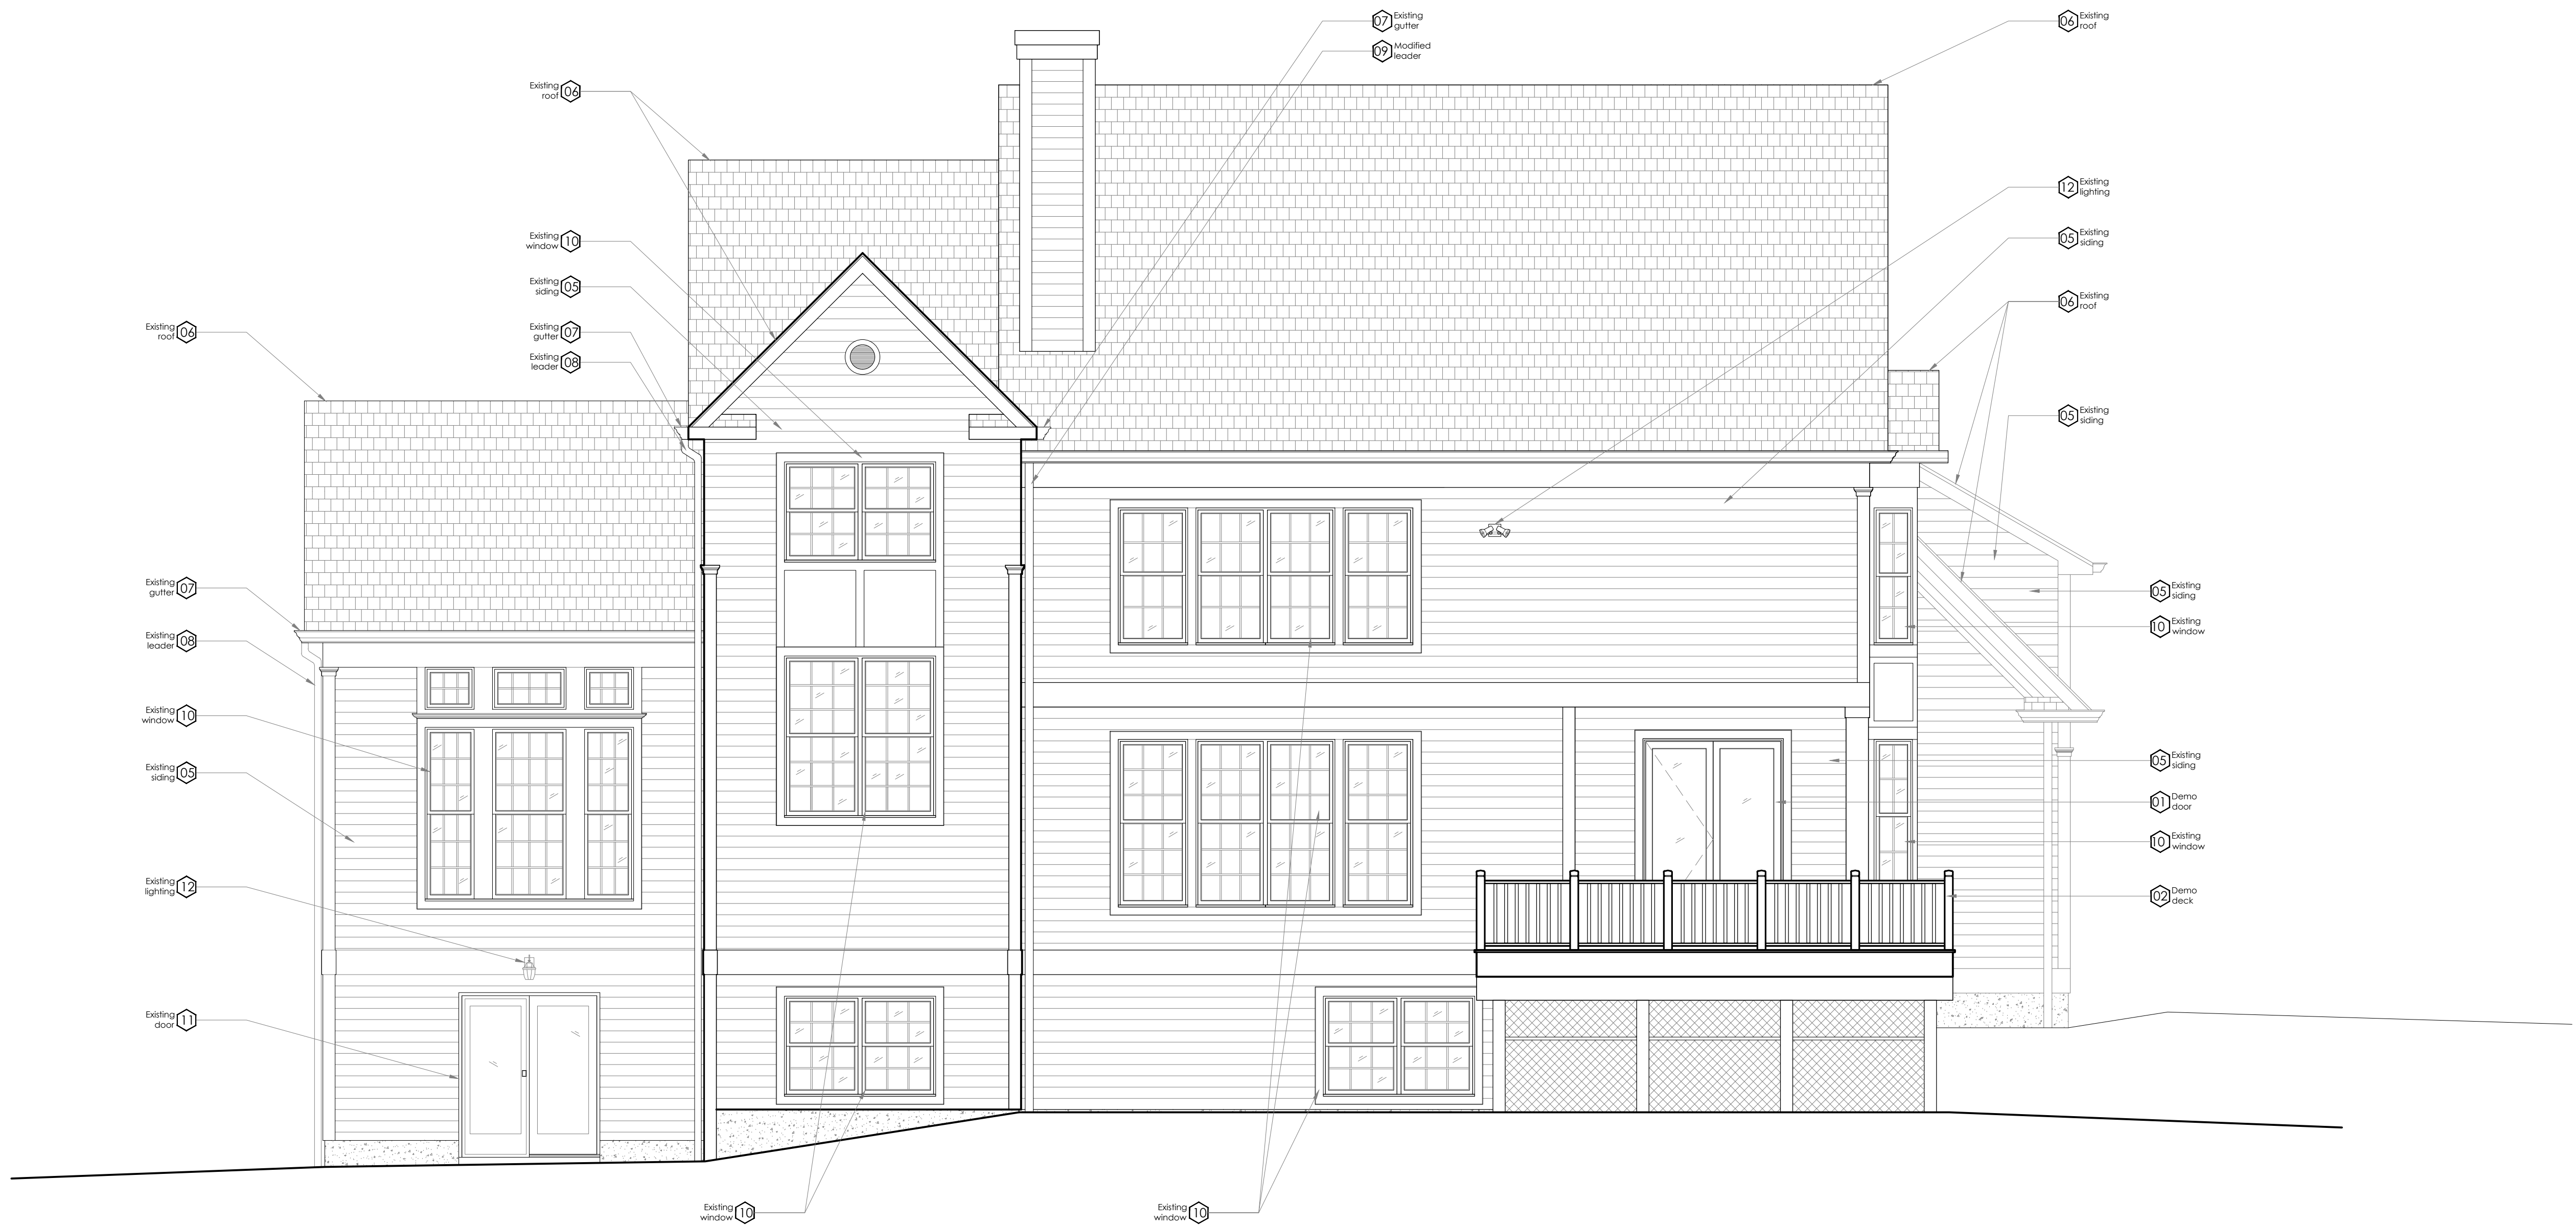 07 Existing
gutter
09 Modified
leader
06 Existing
roof
Existing
roof 06
12 Existing
lighting
05 Existing
siding
Existing
window 10
Existing
siding 05
06 Existing
roof
Existing
gutter 07
Existing
leader 08
Existing
roof 06
05 Existing
siding
Existing
gutter 07
05 Existing
siding
10 Existing
window
Existing
leader 08
Existing
window 10
05 Existing
siding
Existing
siding 05
01 Demo
door
10 Existing
window
Existing
lighting 12
02 Demo
deck
Existing
door 11
Existing
window 10
Existing
window 10